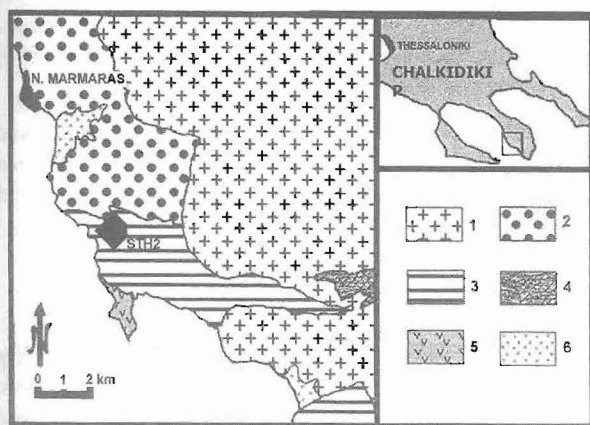 N. MARMARAS
STH2
N
0 1 2 km
THESSALONIKI
CHALKIDIKI
P
1
2
3
4
5
6